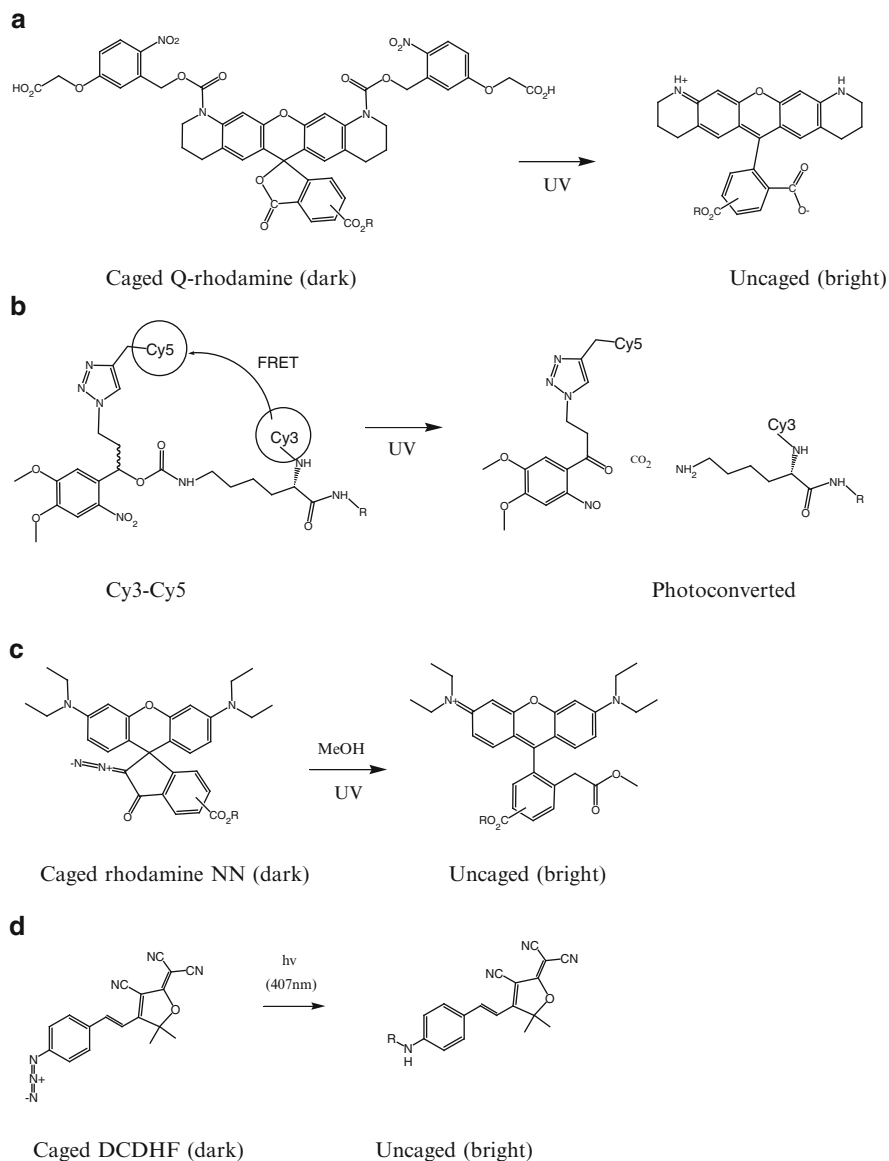 a
NO2
O2N
HO2C
O
O
O
O
O
O
CO2H
N
O
N
O
C
O
CO2R
UV
H+
N
O
H
N
C
O
O-
RO2C
Caged Q-rhodamine (dark)
Uncaged (bright)
b
Cy5
FRET
N
N
N
Cy3
NH
O
O
O
NH
NO2
O
O
NH
R
UV
Cy5
N
N
N
O
O
O
NO
CO2
Cy3
NH
NH2
O
NH
R
Cy3-Cy5
Photoconverted
c
N
O
N
-N
N+
O
CO2R
MeOH
UV
N+
O
N
O
O
RO2C
Caged rhodamine NN (dark)
Uncaged (bright)
d
NC
CN
CN
O
N
N+
-N
hv
(407nm)
NC
CN
CN
O
R
N
H
Caged DCDHF (dark)
Uncaged (bright)